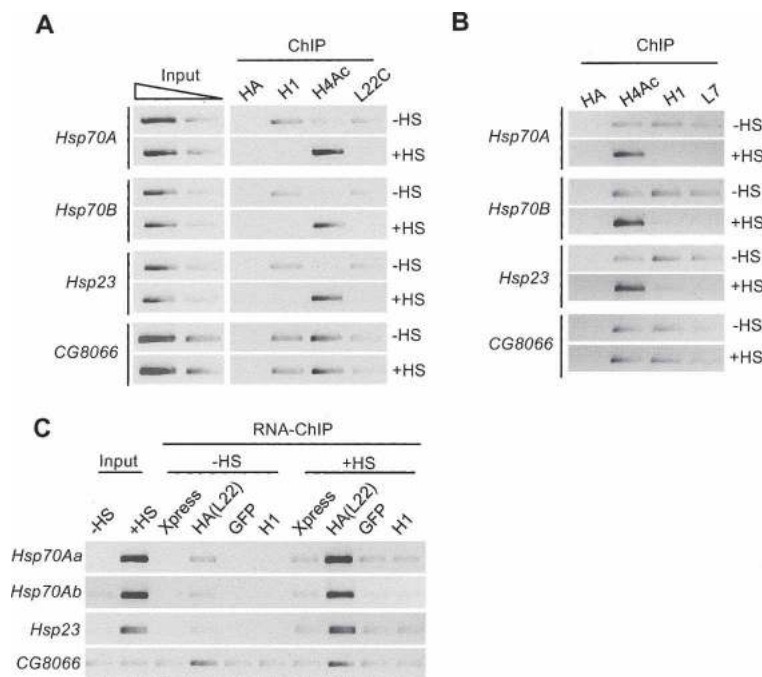 A
ChIP
Input
HA H1 H4Ac L22C
Hsp70A
-HS
+HS
Hsp70B
-HS
+HS
Hsp23
-HS
+HS
CG8066
-HS
+HS
B
ChIP
HA H4Ac H1 L7
Hsp70A
-HS
+HS
Hsp70B
-HS
+HS
Hsp23
-HS
+HS
CG8066
-HS
+HS
C
RNA-ChIP
Input -HS +HS
-HS +HS Xpress HA(L22) GFP H1 Xpress HA(L22) GFP H1
Hsp70Aa
Hsp70Ab
Hsp23
CG8066